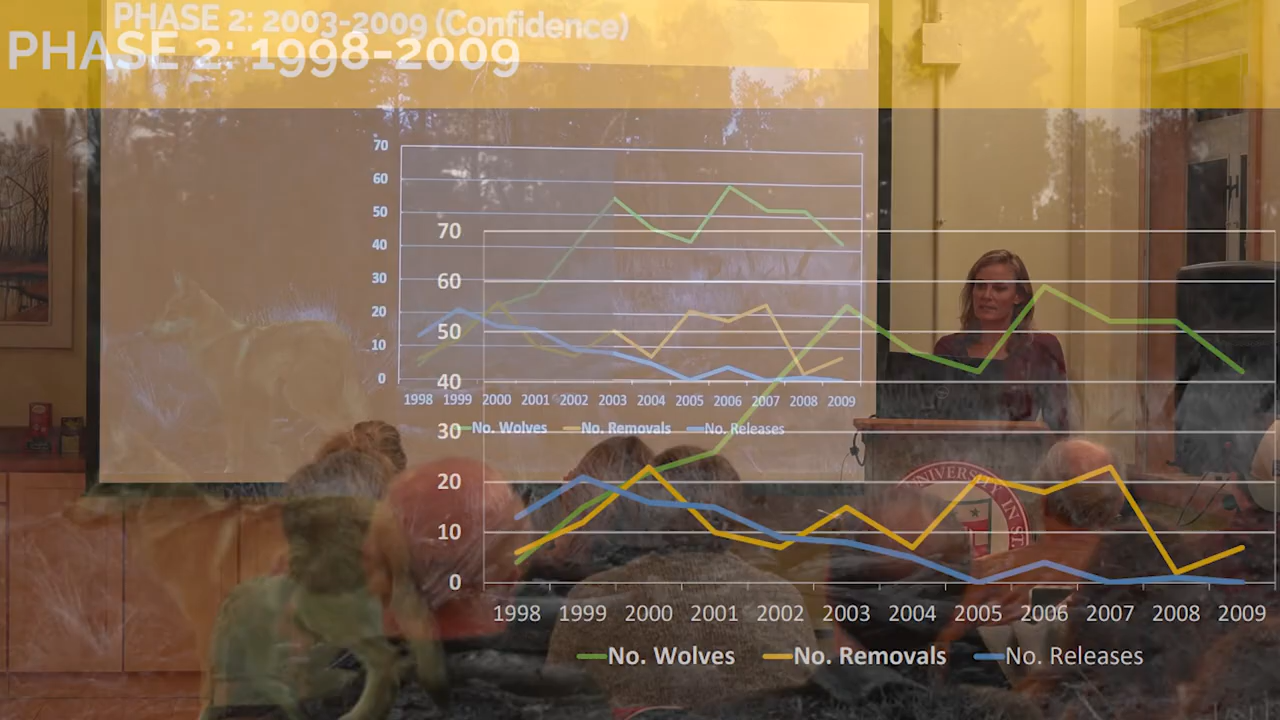 PHASE 2: 2003-2009 (Confidence)
PHASE 2: 1998-2009
70
60
50
40
30
20
10
0
1998 1999 2000 2001 2002 2003 2004 2005 2006 2007 2008 2009
No. Wolves No. Removals No. Releases
70
60
50
40
30
20
10
0
1998 1999 2000 2001 2002 2003 2004 2005 2006 2007 2008 2009
No. Wolves No. Removals No. Releases
UNIVERSITY IN ST.